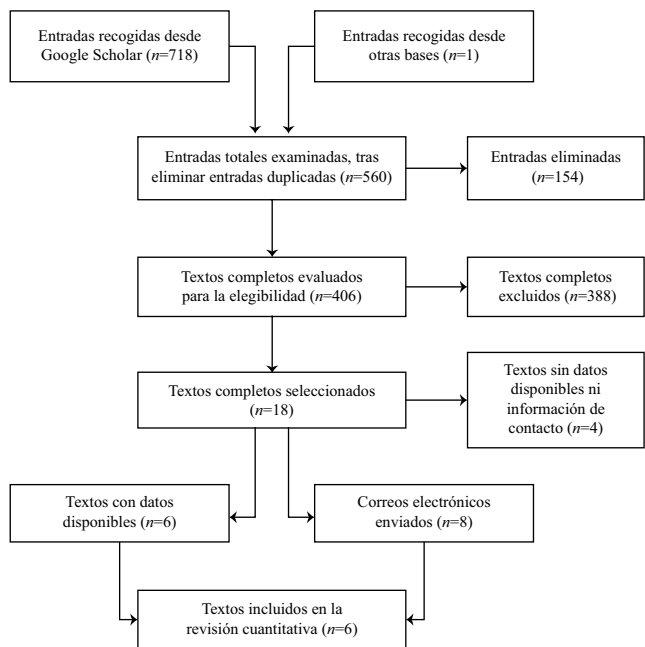 Entradas recogidas desde
Google Scholar (n=718)
Entradas recogidas desde
otras bases (n=1)
Entradas totales examinadas, tras
eliminar entradas duplicadas (n=560)
Entradas eliminadas
(n=154)
Textos completos evaluados
para la elegibilidad (n=406)
Textos completos
excluidos (n=388)
Textos completos seleccionados
(n=18)
Textos sin datos
disponibles ni
información de
contacto (n=4)
Textos con datos
disponibles (n=6)
Correos electrónicos
enviados (n=8)
Textos incluidos en la
revisión cuantitativa (n=6)